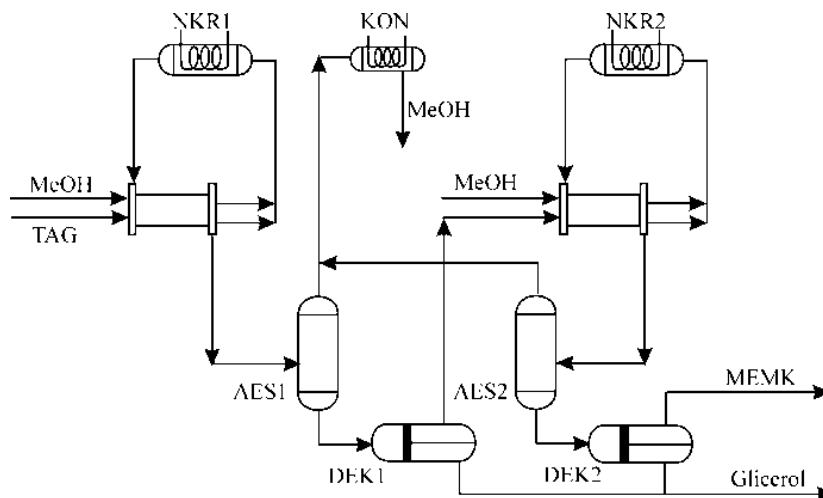 NKR1
KON
NKR2
MeOH
MeOH
MeOH
TAG
AES1
AES2
MEMK
DEK1
DEK2
Glicerol